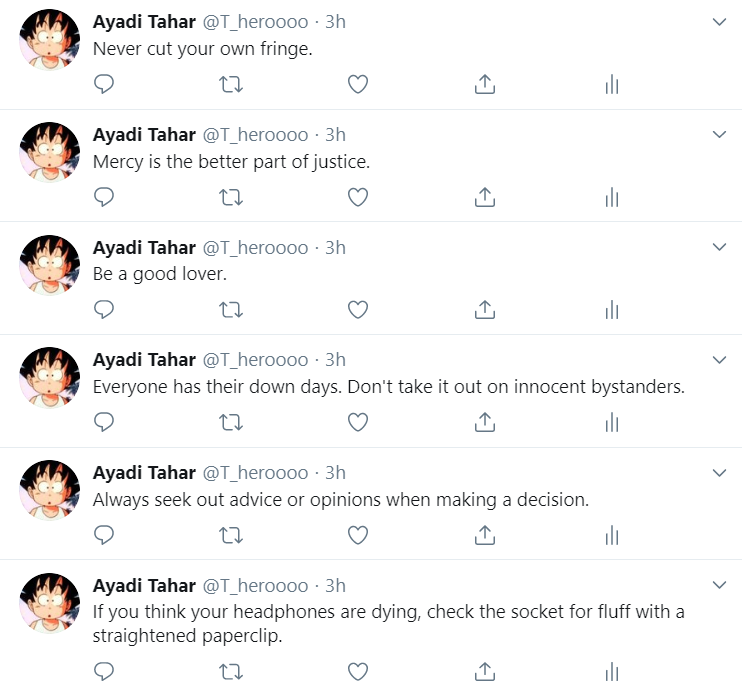 Ayadi Tahar @T_heroooo · 3h
Never cut your own fringe.
Ayadi Tahar @T_heroooo · 3h
Mercy is the better part of justice.
Ayadi Tahar @T_heroooo · 3h
Be a good lover.
Ayadi Tahar @T_heroooo · 3h
Everyone has their down days. Don't take it out on innocent bystanders.
Ayadi Tahar @T_heroooo · 3h
Always seek out advice or opinions when making a decision.
Ayadi Tahar @T_heroooo · 3h
If you think your headphones are dying, check the socket for fluff with a
straightened paperclip.